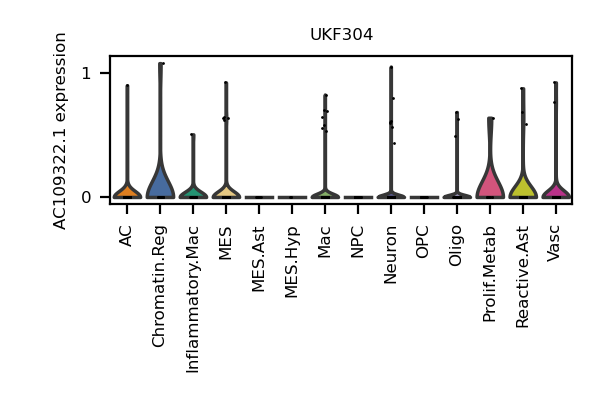 UKF304
AC109322.1 expression
1
0
AC
Chromatin.Reg
Inflammatory.Mac
MES
MES.Ast
MES.Hyp
Mac
NPC
Neuron
OPC
Oligo
Prolif.Metab
Reactive.Ast
Vasc